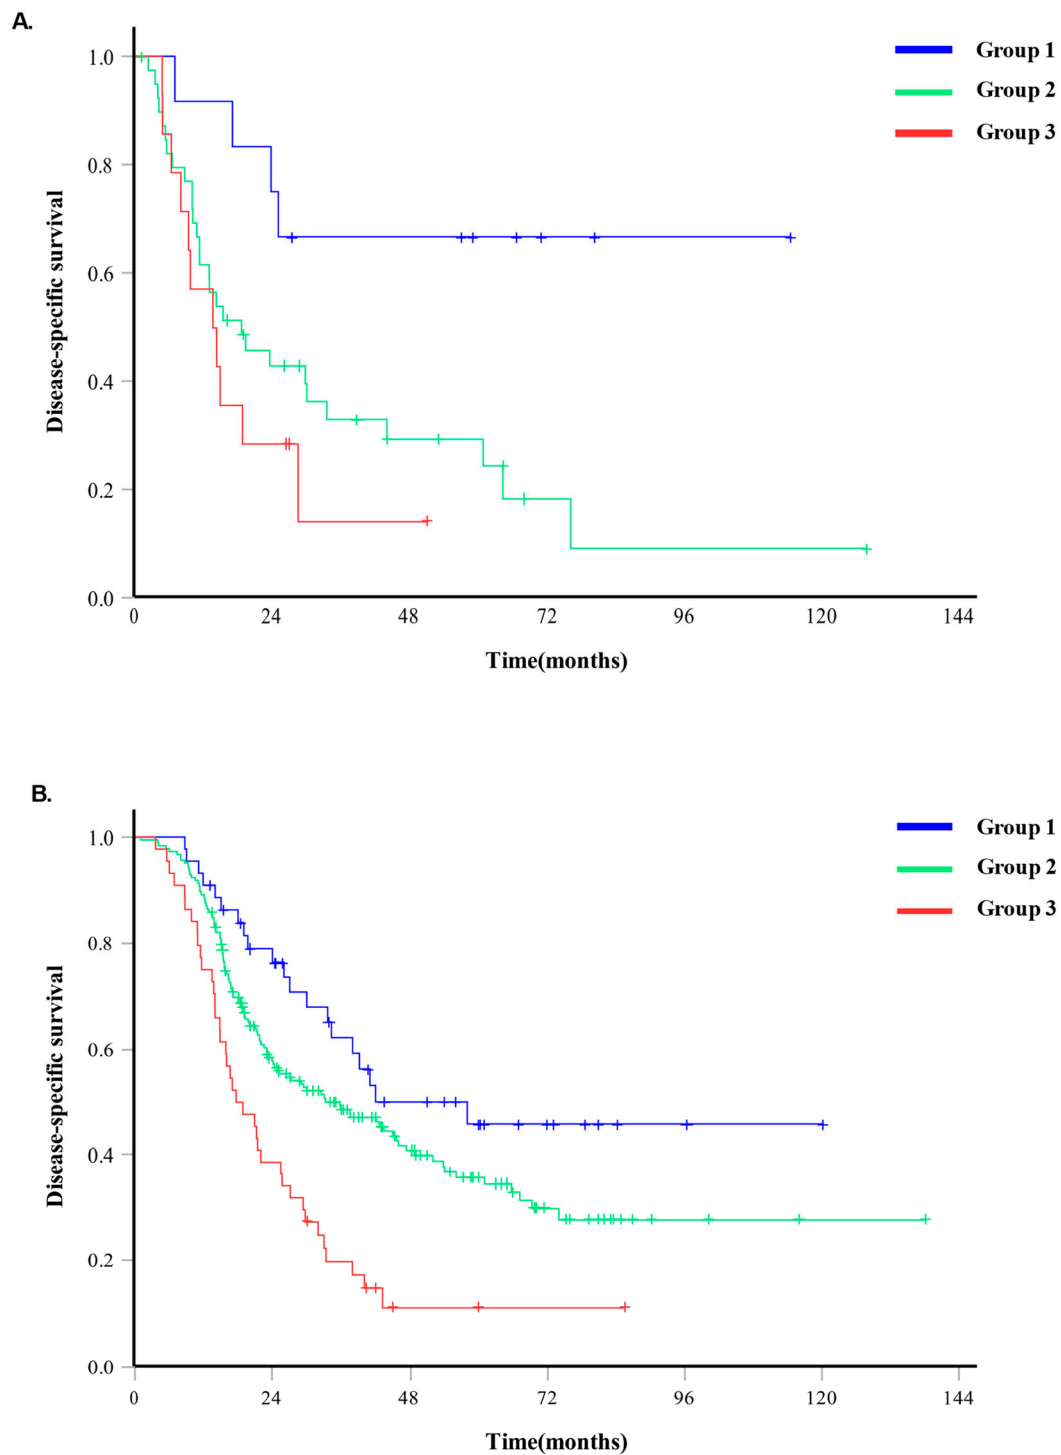 A.
Group 1
Group 2
Group 3
Disease-specific survival
1.0
0.8
0.6
0.4
0.2
0.0
0 24 48 72 96 120 144
Time(months)
B.
Group 1
Group 2
Group 3
Disease-specific survival
1.0
0.8
0.6
0.4
0.2
0.0
0 24 48 72 96 120 144
Time(months)